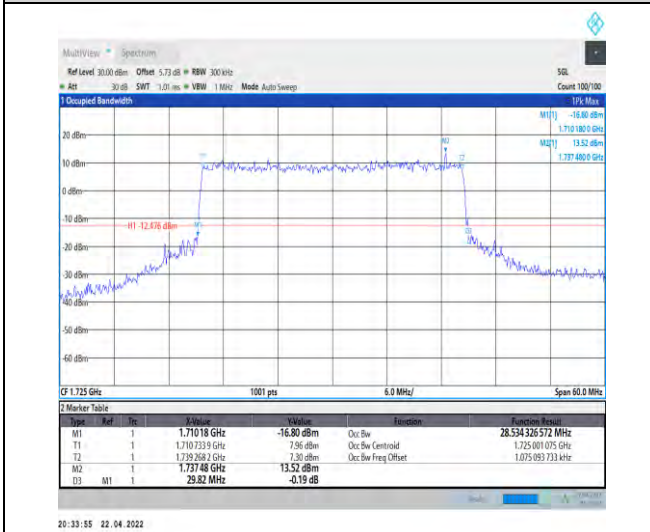 MultiView Spectrum
Ref Level 30.00 dBm Offset 5.73 dB RBW 300 kHz SGL
Att 30 dB SWT 1.01 ms VBW 1 MHz Mode Auto Sweep Count 100/100
1 Occupied Bandwidth 1Pk Max
M1[1] -16.80 dBm
1.710 180 0 GHz
M2[1] 13.52 dBm
1.737 480 0 GHz
20 dBm
M2
T1
T2
10 dBm
0 dBm
-10 dBm
H1 -12.476 dBm
M1
D3
-20 dBm
-30 dBm
-40 dBm
-50 dBm
-60 dBm
CF 1.725 GHz 1001 pts 6.0 MHz/ Span 60.0 MHz
2 Marker Table
Type Ref Trc X-Value Y-Value Function Function Result
M1 1 1.71018 GHz -16.80 dBm Occ Bw 28.534 326 572 MHz
T1 1 1.710 733 9 GHz 7.96 dBm Occ Bw Centroid 1.725 001 075 GHz
T2 1 1.739 268 2 GHz 7.30 dBm Occ Bw Freq Offset 1.075 093 733 kHz
M2 1 1.73748 GHz 13.52 dBm
D3 M1 1 29.82 MHz -0.19 dB
20:33:55 22.04.2022